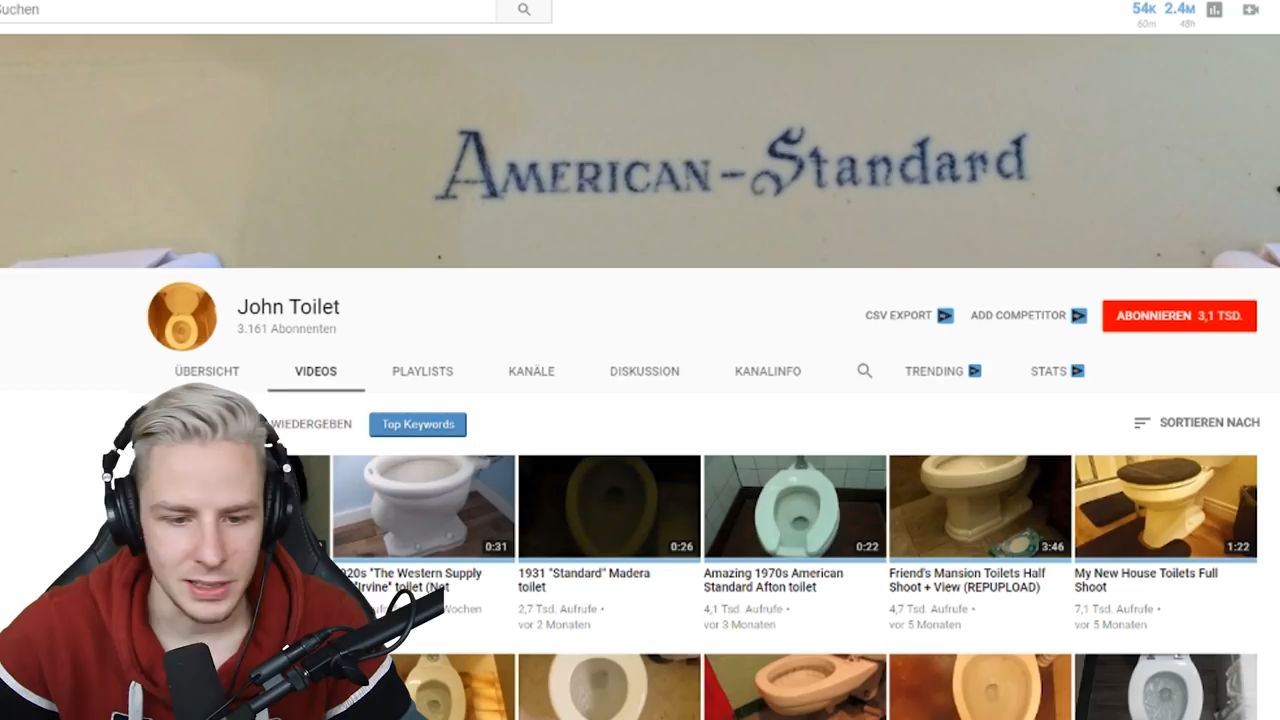 Suchen
54K 2.4M
60m 48h
American-Standard
John Toilet
3.161 Abonnenten
CSV EXPORT
ADD COMPETITOR
ABONNIEREN 3,1 TSD.
ÜBERSICHT
VIDEOS
PLAYLISTS
KANÄLE
DISKUSSION
KANALINFO
TRENDING
STATS
WIEDERGEBEN
Top Keywords
SORTIEREN NACH
0:31
0:26
0:22
3:46
1:22
"The Western Supply
"Irvine" toilet (Not
Wochen
1931 "Standard" Madera
toilet
2,7 Tsd. Aufrufe •
vor 2 Monaten
Amazing 1970s American
Standard Afton toilet
4,1 Tsd. Aufrufe •
vor 3 Monaten
Friend's Mansion Toilets Half
Shoot + View (REPUPLOAD)
4,7 Tsd. Aufrufe •
vor 5 Monaten
My New House Toilets Full
Shoot
7,1 Tsd. Aufrufe •
vor 5 Monaten